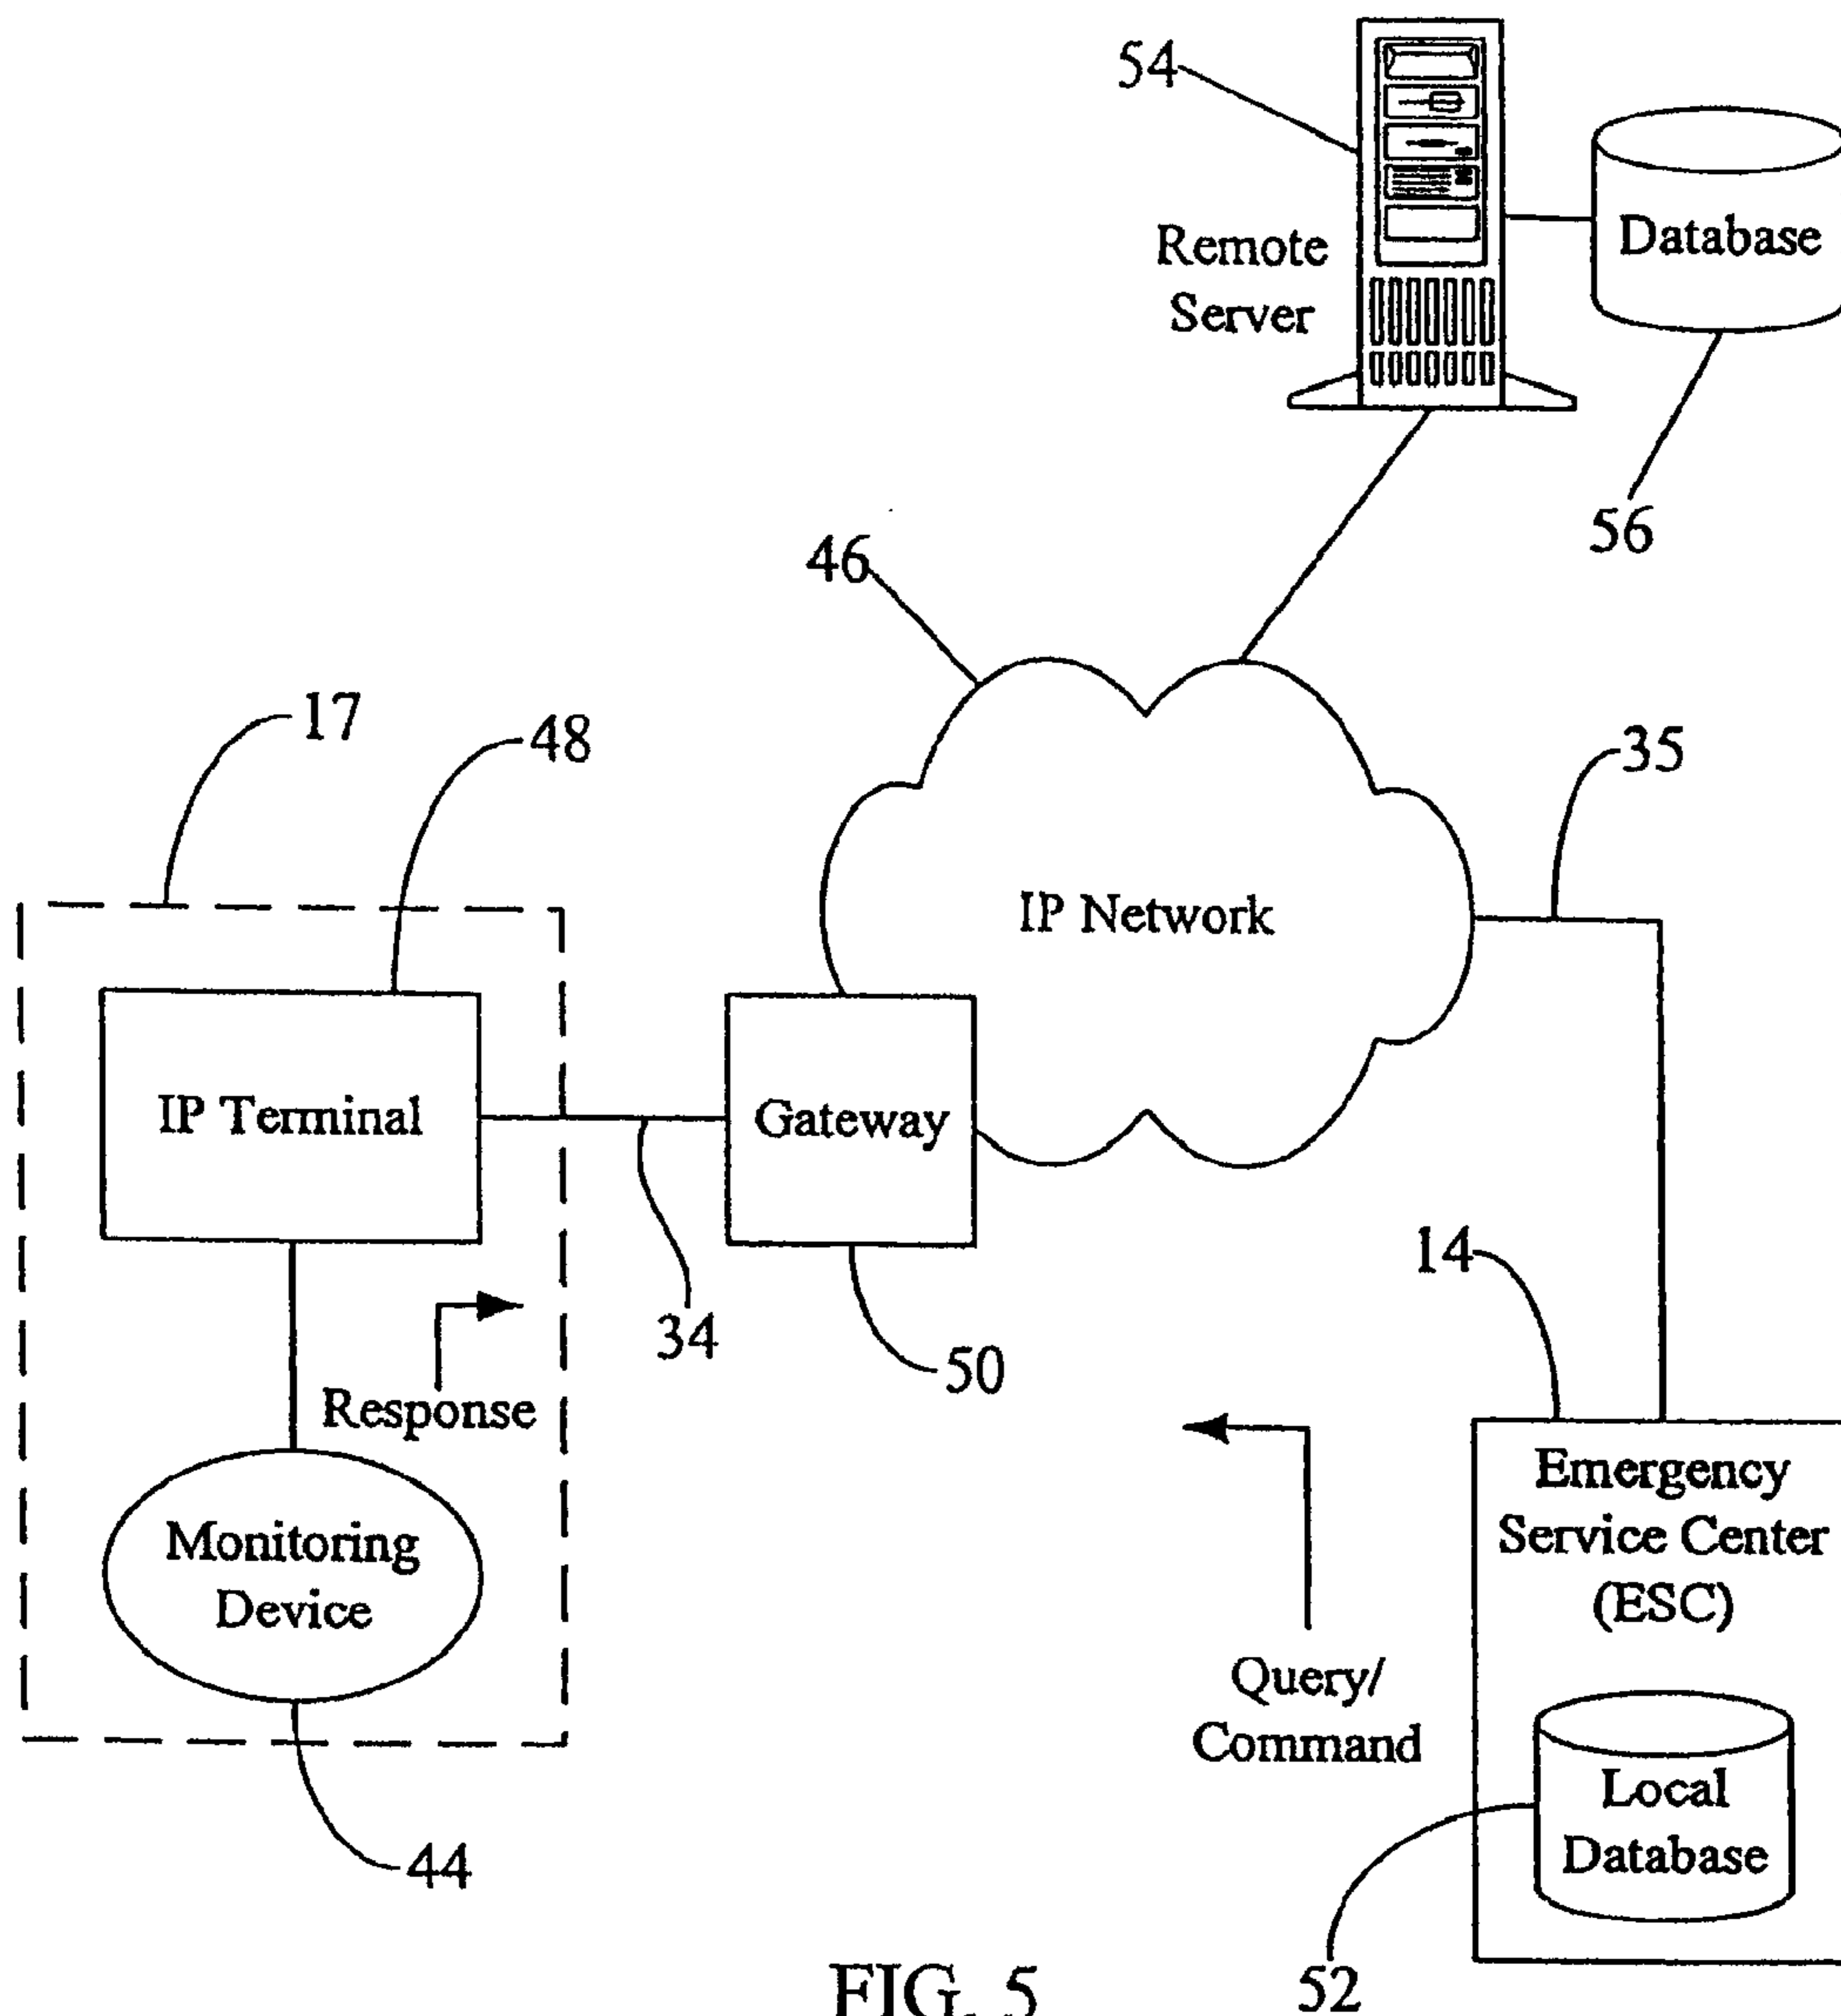 54
Remote
Server
Database
56
46
17
48
35
IP Network
IP Terminal
Gateway
34
50
14
Response
Monitoring
Device
44
Query/
Command
Emergency
Service Center
(ESC)
Local
Database
52
FIG. 5